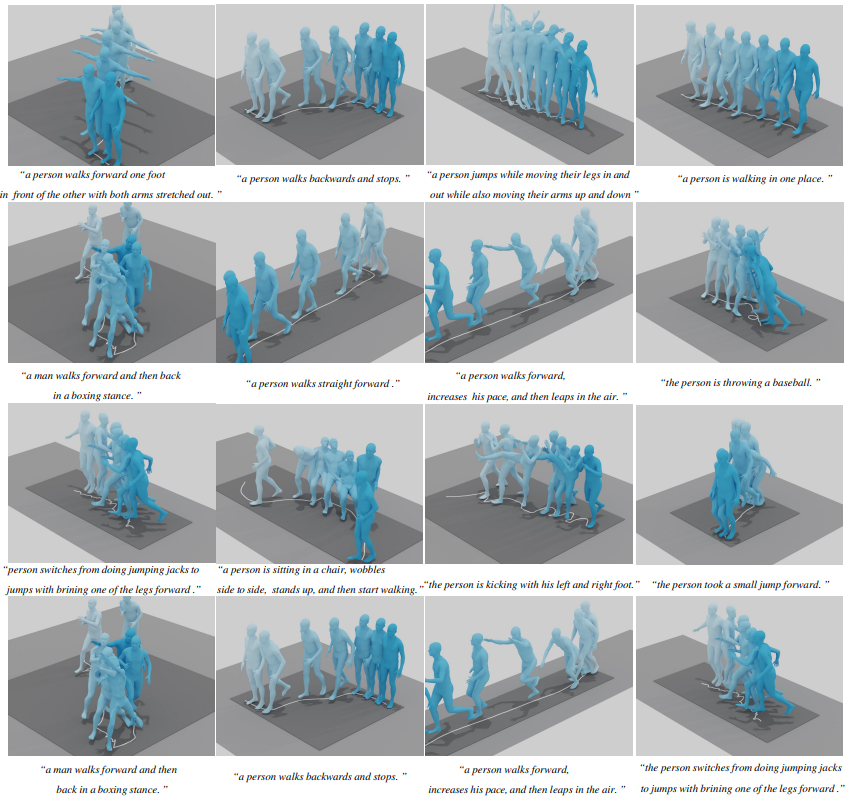 “a person walks forward one foot
in front of the other with both arms stretched out. ”
“a person walks backwards and stops. ”
“a person jumps while moving their legs in and
out while also moving their arms up and down ”
“a person is walking in one place. ”
“a man walks forward and then back
in a boxing stance. ”
“a person walks straight forward . ”
“a person walks forward,
increases his pace, and then leaps in the air. ”
“the person is throwing a baseball. ”
“person switches from doing jumping jacks to
jumps with brining one of the legs forward . ”
“a person is sitting in a chair, wobbles
side to side, stands up, and then start walking. ”
“the person is kicking with his left and right foot. ”
“the person took a small jump forward. ”
“a man walks forward and then
back in a boxing stance. ”
“a person walks backwards and stops. ”
“a person walks forward,
increases his pace, and then leaps in the air. ”
“the person switches from doing jumping jacks
to jumps with brining one of the legs forward . ”